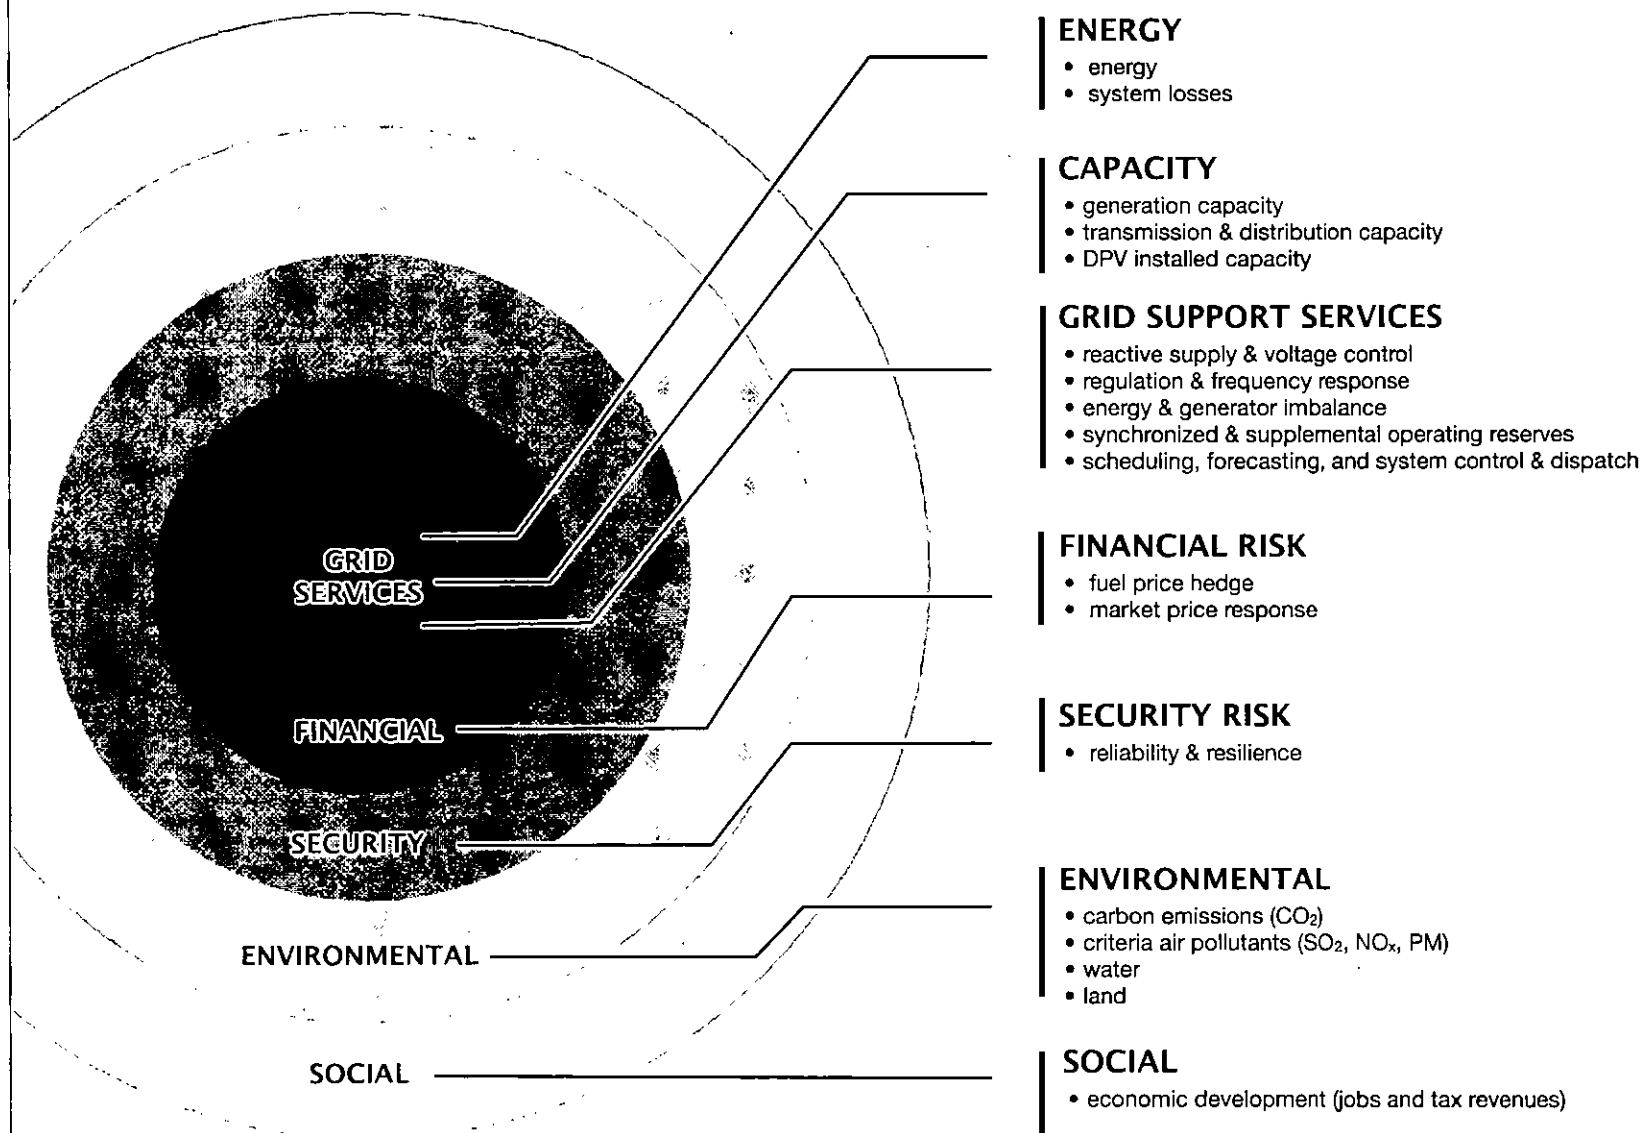 ENERGY
• energy
• system losses
CAPACITY
• generation capacity
• transmission & distribution capacity
• DPV installed capacity
GRID SUPPORT SERVICES
• reactive supply & voltage control
• regulation & frequency response
• energy & generator imbalance
• synchronized & supplemental operating reserves
• scheduling, forecasting, and system control & dispatch
GRID
SERVICES
FINANCIAL RISK
• fuel price hedge
• market price response
FINANCIAL
SECURITY RISK
• reliability & resilience
SECURITY
ENVIRONMENTAL
• carbon emissions (CO₂)
• criteria air pollutants (SO₂, NOₓ, PM)
• water
• land
ENVIRONMENTAL
SOCIAL
• economic development (jobs and tax revenues)
SOCIAL